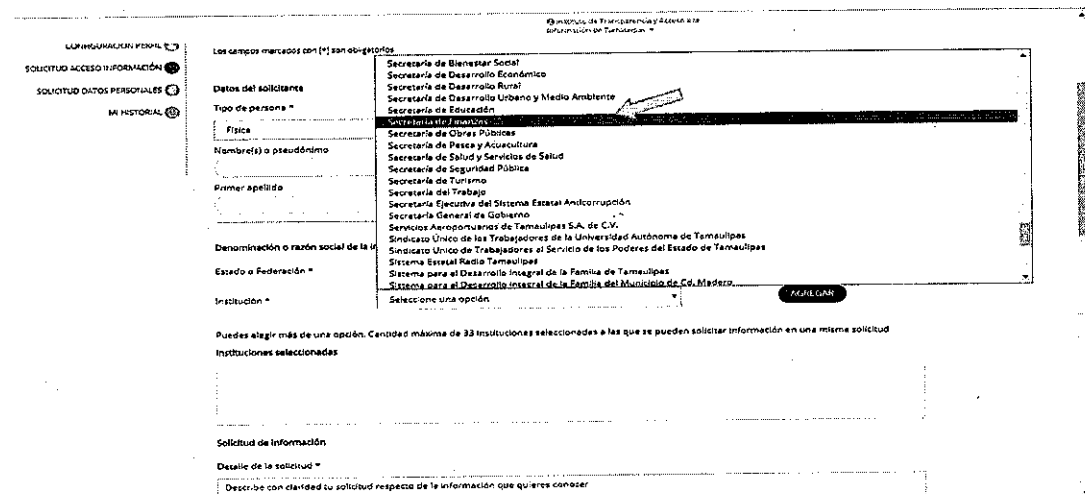 Instituto de Transparencia y Acceso a la
Información de Tamaulipas
CONFIGURACIÓN PERFIL
SOLICITUD ACCESO INFORMACIÓN
SOLICITUD DATOS PERSONALES
MI HISTORIAL
Los campos marcados con (*) son obligatorios
Datos del solicitante
Tipo de persona *
Física
Nombre(s) o pseudónimo
Primer apellido
Denominación o razón social de la
Estado o Federación *
Institución *
Secretaría de Bienestar Social
Secretaría de Desarrollo Económico
Secretaría de Desarrollo Rural
Secretaría de Desarrollo Urbano y Medio Ambiente
Secretaría de Educación
Secretaría de Finanzas
Secretaría de Obras Públicas
Secretaría de Pesca y Acuacultura
Secretaría de Salud y Servicios de Salud
Secretaría de Seguridad Pública
Secretaría de Turismo
Secretaría del Trabajo
Secretaría Ejecutiva del Sistema Estatal Anticorrupción
Secretaría General de Gobierno
Servicios Aeroportuarios de Tamaulipas S.A. de C.V.
Sindicato Único de los Trabajadores de la Universidad Autónoma de Tamaulipas
Sindicato Unico de Trabajadores al Servicio de los Poderes del Estado de Tamaulipas
Sistema Estatal Radio Tamaulipas
Sistema para el Desarrollo Integral de la Familia de Tamaulipas
Sistema para el Desarrollo Integral de la Familia del Municipio de Cd. Madero
Seleccione una opción
AGREGAR
Puedes elegir más de una opción. Cantidad máxima de 33 instituciones seleccionadas a las que se pueden solicitar información en una misma solicitud
Instituciones seleccionadas
Solicitud de información
Detalle de la solicitud *
Describe con claridad tu solicitud respecto de la información que quieres conocer